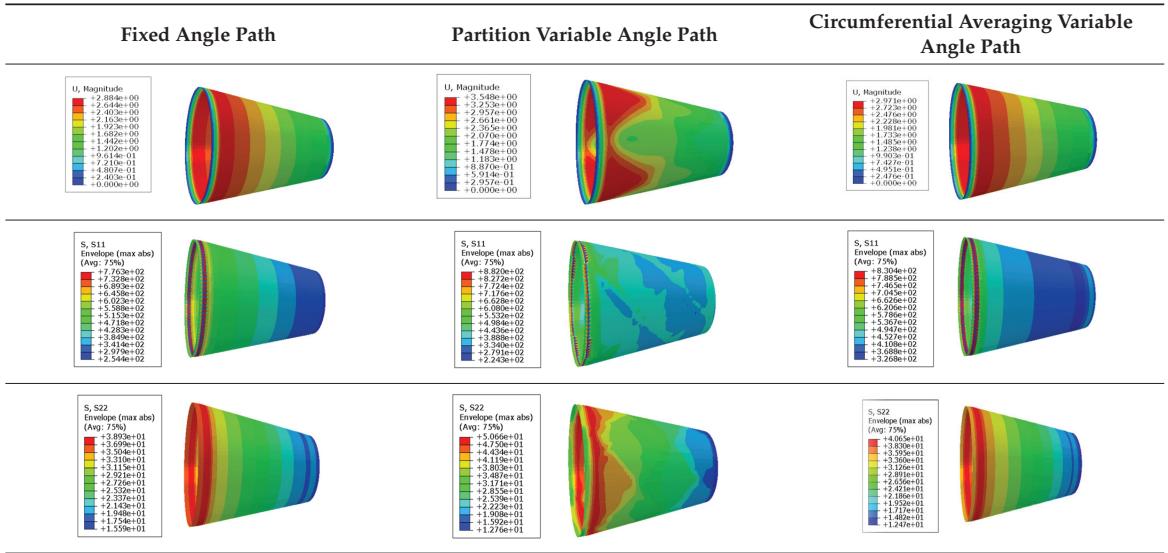 Fixed Angle Path
Partition Variable Angle Path
Circumferential Averaging Variable
Angle Path
U, Magnitude
+2.884e+00
+2.644e+00
+2.403e+00
+2.163e+00
+1.923e+00
+1.682e+00
+1.442e+00
+1.202e+00
+9.614e-01
+7.210e-01
+4.807e-01
+2.403e-01
+0.000e+00
U, Magnitude
+3.548e+00
+3.253e+00
+2.957e+00
+2.661e+00
+2.365e+00
+2.070e+00
+1.774e+00
+1.478e+00
+1.183e+00
+8.870e-01
+5.914e-01
+2.957e-01
+0.000e+00
U, Magnitude
+2.971e+00
+2.723e+00
+2.476e+00
+2.228e+00
+1.981e+00
+1.733e+00
+1.485e+00
+1.238e+00
+9.903e-01
+7.427e-01
+4.951e-01
+2.476e-01
+0.000e+00
S, S11
Envelope (max abs)
(Avg: 75%)
+7.763e+02
+7.328e+02
+6.893e+02
+6.458e+02
+6.023e+02
+5.588e+02
+5.153e+02
+4.718e+02
+4.283e+02
+3.849e+02
+3.414e+02
+2.979e+02
+2.544e+02
S, S11
Envelope (max abs)
(Avg: 75%)
+8.820e+02
+8.272e+02
+7.724e+02
+7.176e+02
+6.628e+02
+6.080e+02
+5.532e+02
+4.984e+02
+4.436e+02
+3.888e+02
+3.340e+02
+2.791e+02
+2.243e+02
S, S11
Envelope (max abs)
(Avg: 75%)
+8.304e+02
+7.885e+02
+7.465e+02
+7.045e+02
+6.626e+02
+6.206e+02
+5.786e+02
+5.367e+02
+4.947e+02
+4.527e+02
+4.108e+02
+3.688e+02
+3.268e+02
S, S22
Envelope (max abs)
(Avg: 75%)
+3.893e+01
+3.699e+01
+3.504e+01
+3.310e+01
+3.115e+01
+2.921e+01
+2.726e+01
+2.532e+01
+2.337e+01
+2.143e+01
+1.948e+01
+1.754e+01
+1.559e+01
S, S22
Envelope (max abs)
(Avg: 75%)
+5.066e+01
+4.750e+01
+4.434e+01
+4.119e+01
+3.803e+01
+3.487e+01
+3.171e+01
+2.855e+01
+2.539e+01
+2.223e+01
+1.908e+01
+1.592e+01
+1.276e+01
S, S22
Envelope (max abs)
(Avg: 75%)
+4.065e+01
+3.830e+01
+3.595e+01
+3.360e+01
+3.126e+01
+2.891e+01
+2.656e+01
+2.421e+01
+2.186e+01
+1.952e+01
+1.717e+01
+1.482e+01
+1.247e+01